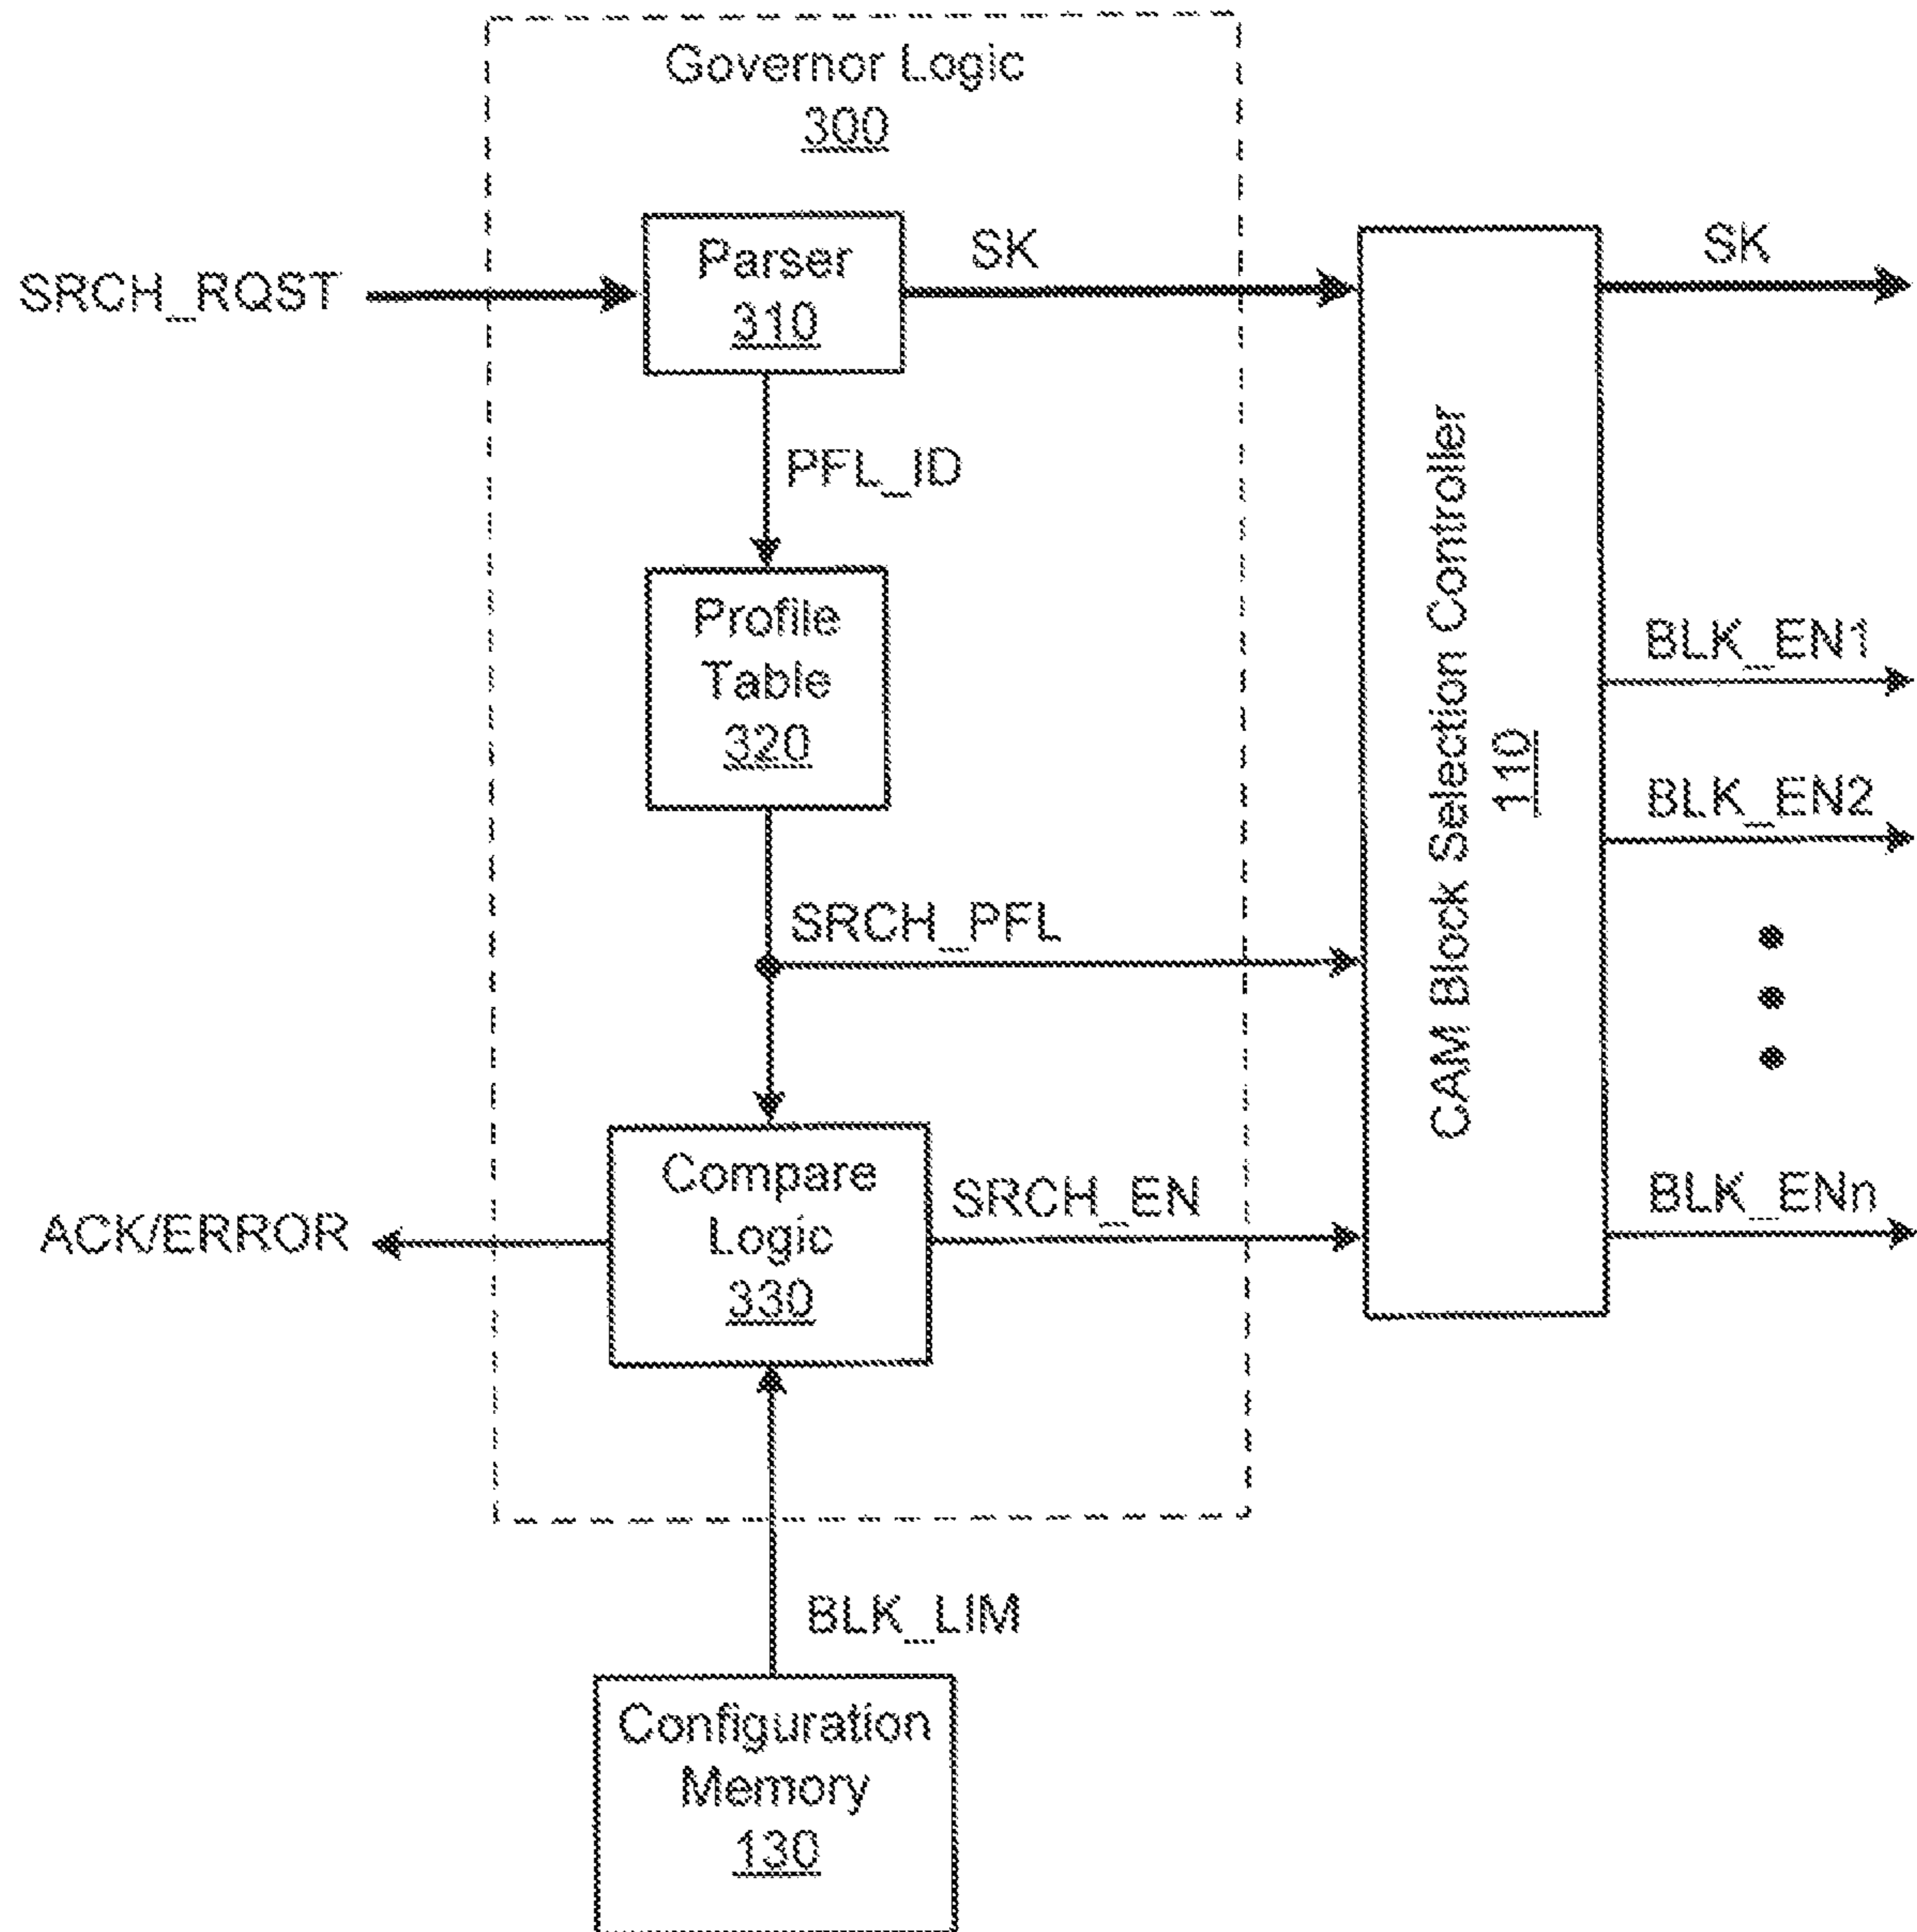 Governor Logic
300
SRCH_RQST
Parser
310
SK
SK
PFL_ID
Profile
Table
320
CAM Block Selection Controller
110
BLK_EN1
BLK_EN2
SRCH_PFL
Compare
Logic
330
SRCH_EN
BLK_ENn
ACK/ERROR
BLK_LIM
Configuration
Memory
130